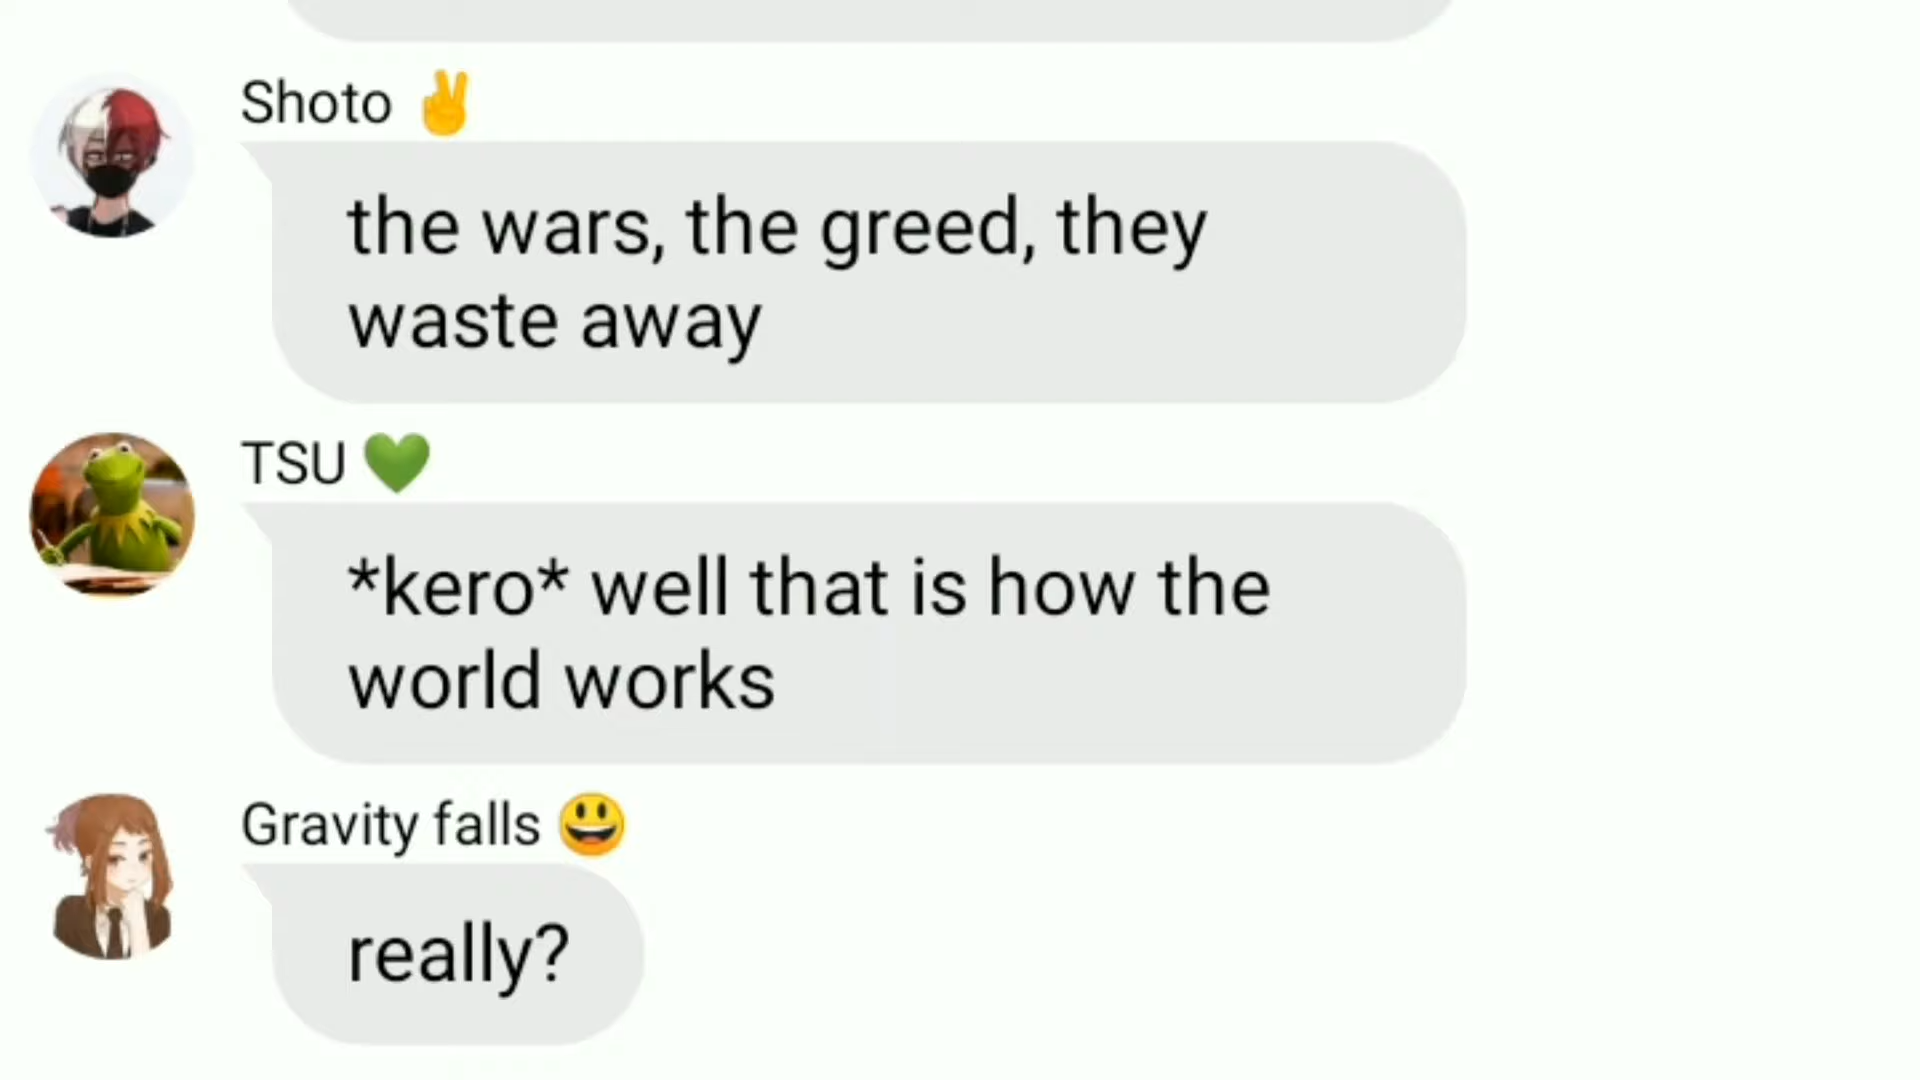 Shoto ✌
the wars, the greed, they
waste away
TSU 💚
*kero* well that is how the
world works
Gravity falls 😃
really?